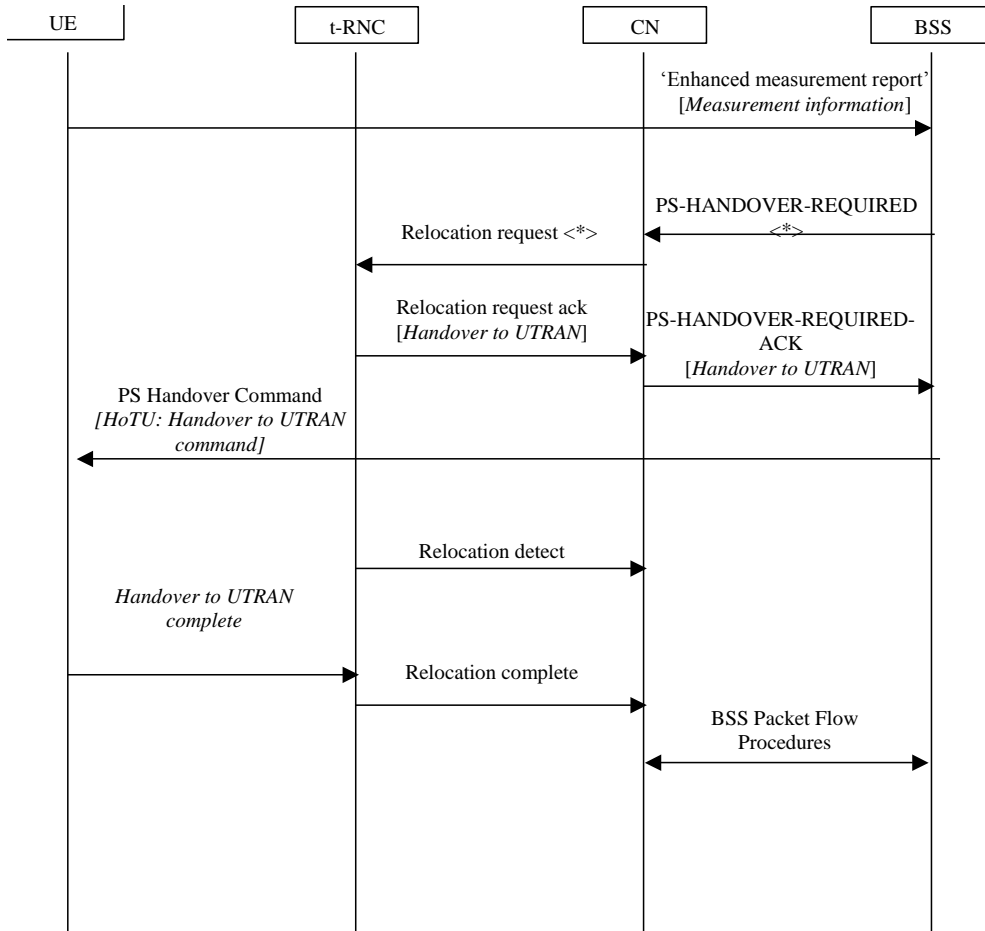 UE
t-RNC
CN
BSS
‘Enhanced measurement report’
[Measurement information]
PS-HANDOVER-REQUIRED
<*>
Relocation request <*>
Relocation request ack
[Handover to UTRAN]
PS-HANDOVER-REQUIRED-
ACK
[Handover to UTRAN]
PS Handover Command
[HoTU: Handover to UTRAN
command]
Relocation detect
Handover to UTRAN
complete
Relocation complete
BSS Packet Flow
Procedures